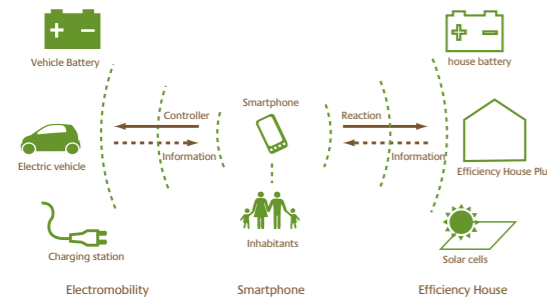 Vehicle Battery
house battery
Smartphone
Controller
Reaction
Information
Information
Electric vehicle
Efficiency House Plu
Inhabitants
Charging station
Solar cells
Electromobility
Smartphone
Efficiency House